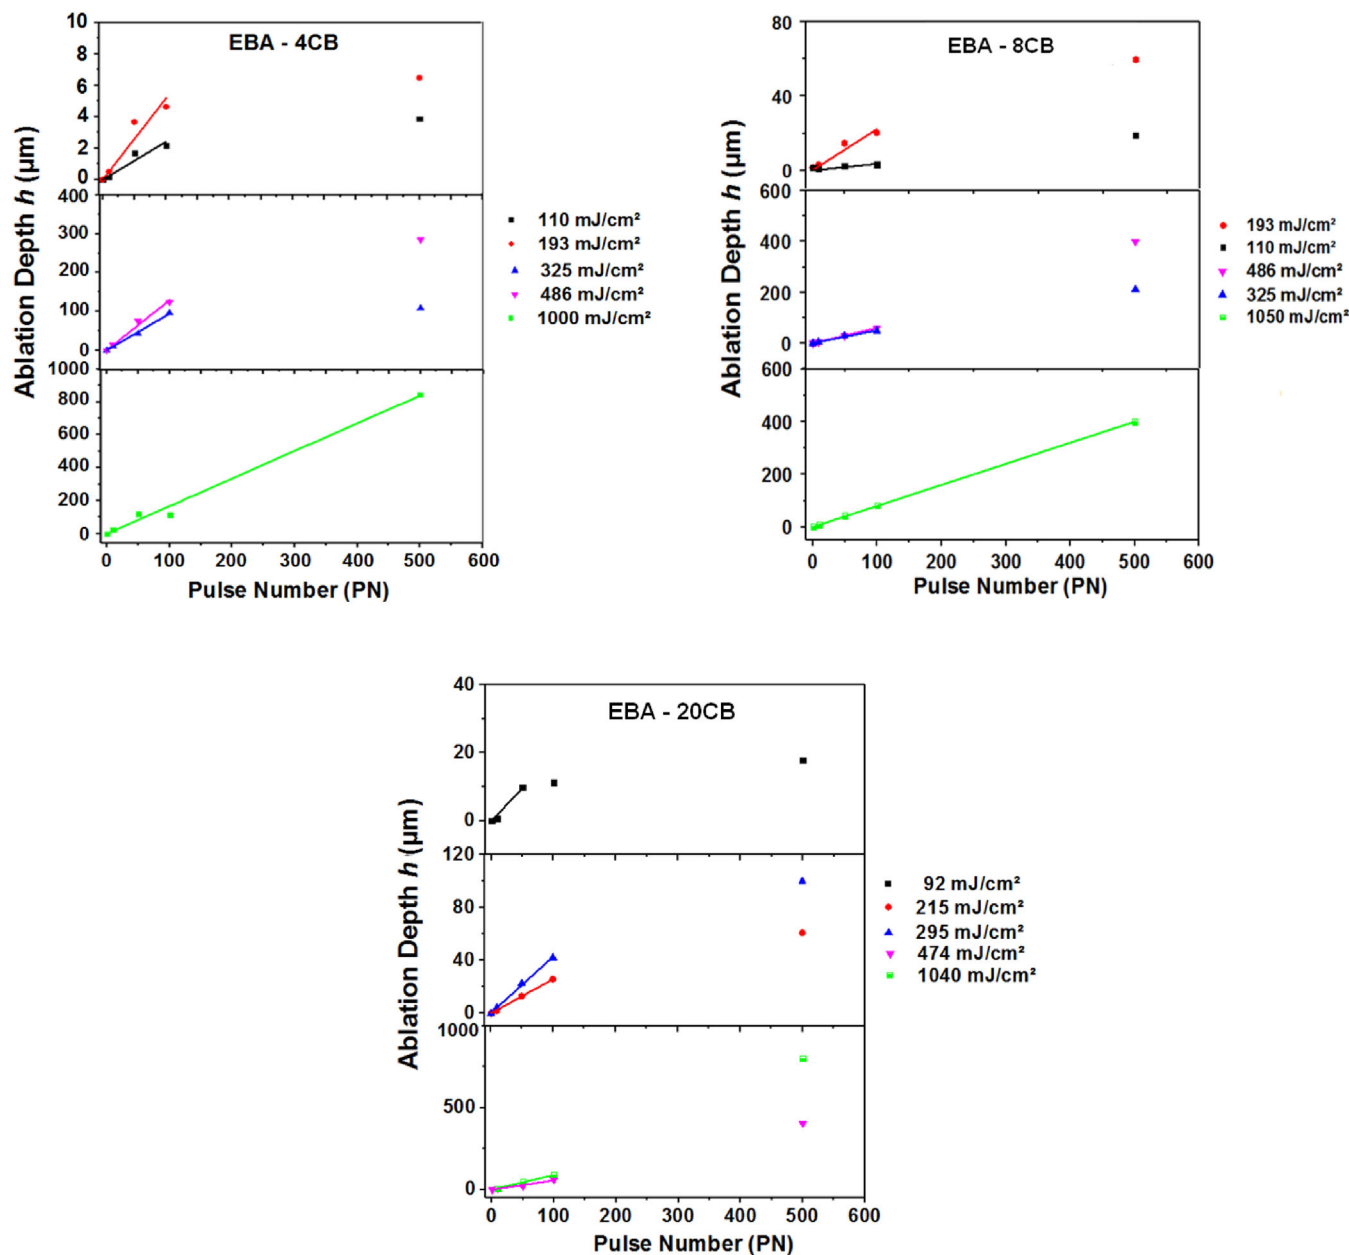 EBA - 4CB
Ablation Depth h (µm)
10
8
6
4
2
0
400
300
200
100
0
1000
800
600
400
200
0
0 100 200 300 400 500 600
Pulse Number (PN)
110 mJ/cm²
193 mJ/cm²
325 mJ/cm²
486 mJ/cm²
1000 mJ/cm²
EBA - 8CB
Ablation Depth h (µm)
80
40
0
600
400
200
0
600
400
200
0
0 100 200 300 400 500 600
Pulse Number (PN)
193 mJ/cm²
110 mJ/cm²
486 mJ/cm²
325 mJ/cm²
1050 mJ/cm²
EBA - 20CB
Ablation Depth h (µm)
40
20
0
120
80
40
0
1000
500
0
0 100 200 300 400 500 600
Pulse Number (PN)
92 mJ/cm²
215 mJ/cm²
295 mJ/cm²
474 mJ/cm²
1040 mJ/cm²